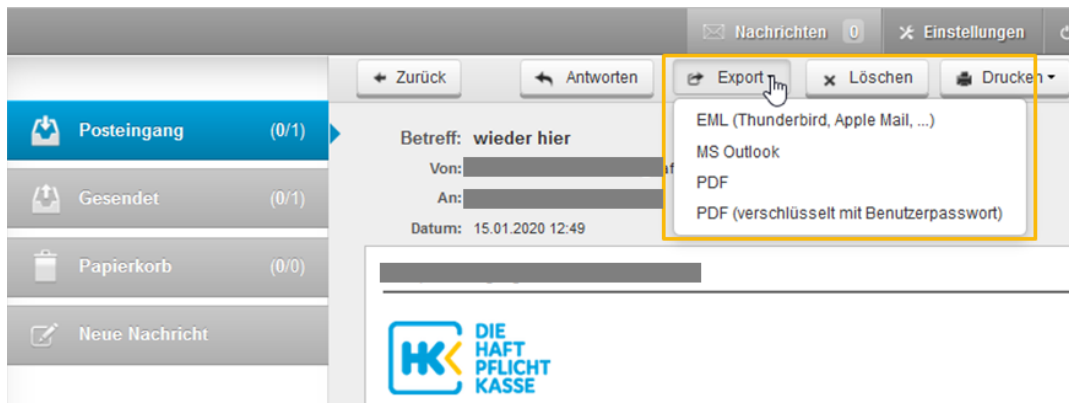 Nachrichten 0 Einstellungen
Zurück Antworten Export Löschen Drucken
Posteingang (0/1)
Gesendet (0/1)
Papierkorb (0/0)
Neue Nachricht
EML (Thunderbird, Apple Mail, ...)
MS Outlook
PDF
PDF (verschlüsselt mit Benutzerpasswort)
Betreff: wieder hier
Von:
An:
Datum: 15.01.2020 12:49
HK
DIE
HAFT
PFLICHT
KASSE